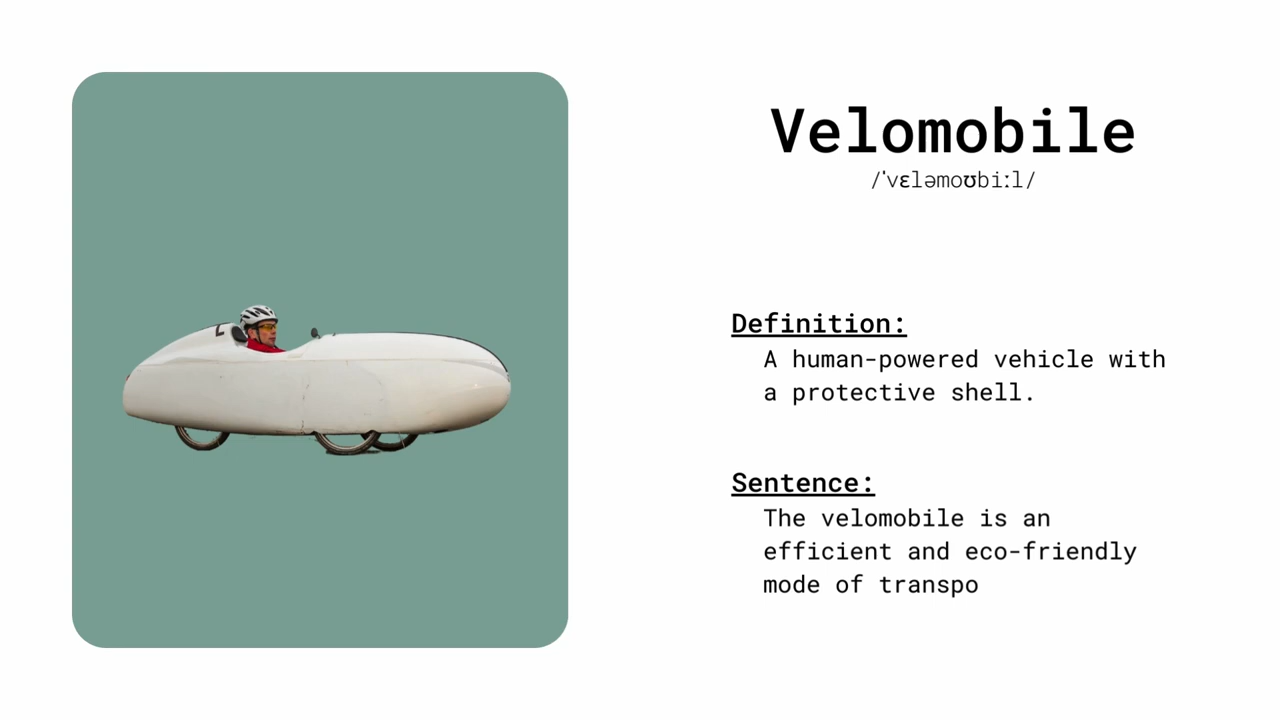 Velomobile
/ˈvɛləmoʊbiːl/
Definition:
A human-powered vehicle with
a protective shell.
Sentence:
The velomobile is an
efficient and eco-friendly
mode of transpo